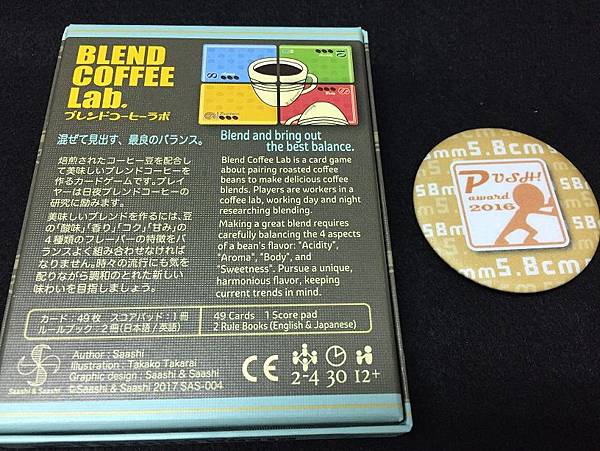 BLEND
COFFEE
Lab.
ブレンドコーヒーラボ
混ぜて見出す、最良のバランス。
焙煎されたコーヒー豆を配合し
て美味しいブレンドコーヒーを
作るカードゲームです。プレイ
ヤーは日夜ブレンドコーヒーの
研究に励みます。
美味しいブレンドを作るには、豆
の「酸味」「香り」「コク」「甘み」の
4種類のフレーバーの特徴をバ
ランスよく組み合わせなければ
なりません。時々の流行にも気を
配りながら調和のとれた新しい
味わいを目指しましょう。
Blend and bring out
the best balance.
Blend Coffee Lab is a card game
about pairing roasted coffee
beans to make delicious coffee
blends. Players are workers in a
coffee lab, working day and night
researching blending.
Making a great blend requires
carefully balancing the 4 aspects
of a bean's flavor: "Acidity",
"Aroma", "Body", and
"Sweetness". Pursue a unique,
harmonious flavor, keeping
current trends in mind.
カード：49枚 スコアパッド：1冊
ルールブック：2冊(日本語/英語)
49 Cards 1 Score pad
2 Rule Books (English & Japanese)
Saashi & Saashi
Author : Saashi
Illustration : Takako Takarai
Graphic design : Saashi & Saashi
©Saashi & Saashi 2017 SAS-004
CE
2-4 30 12+
58mm 5.8cm
PUSH!
award
2016
58mm 5.8cm